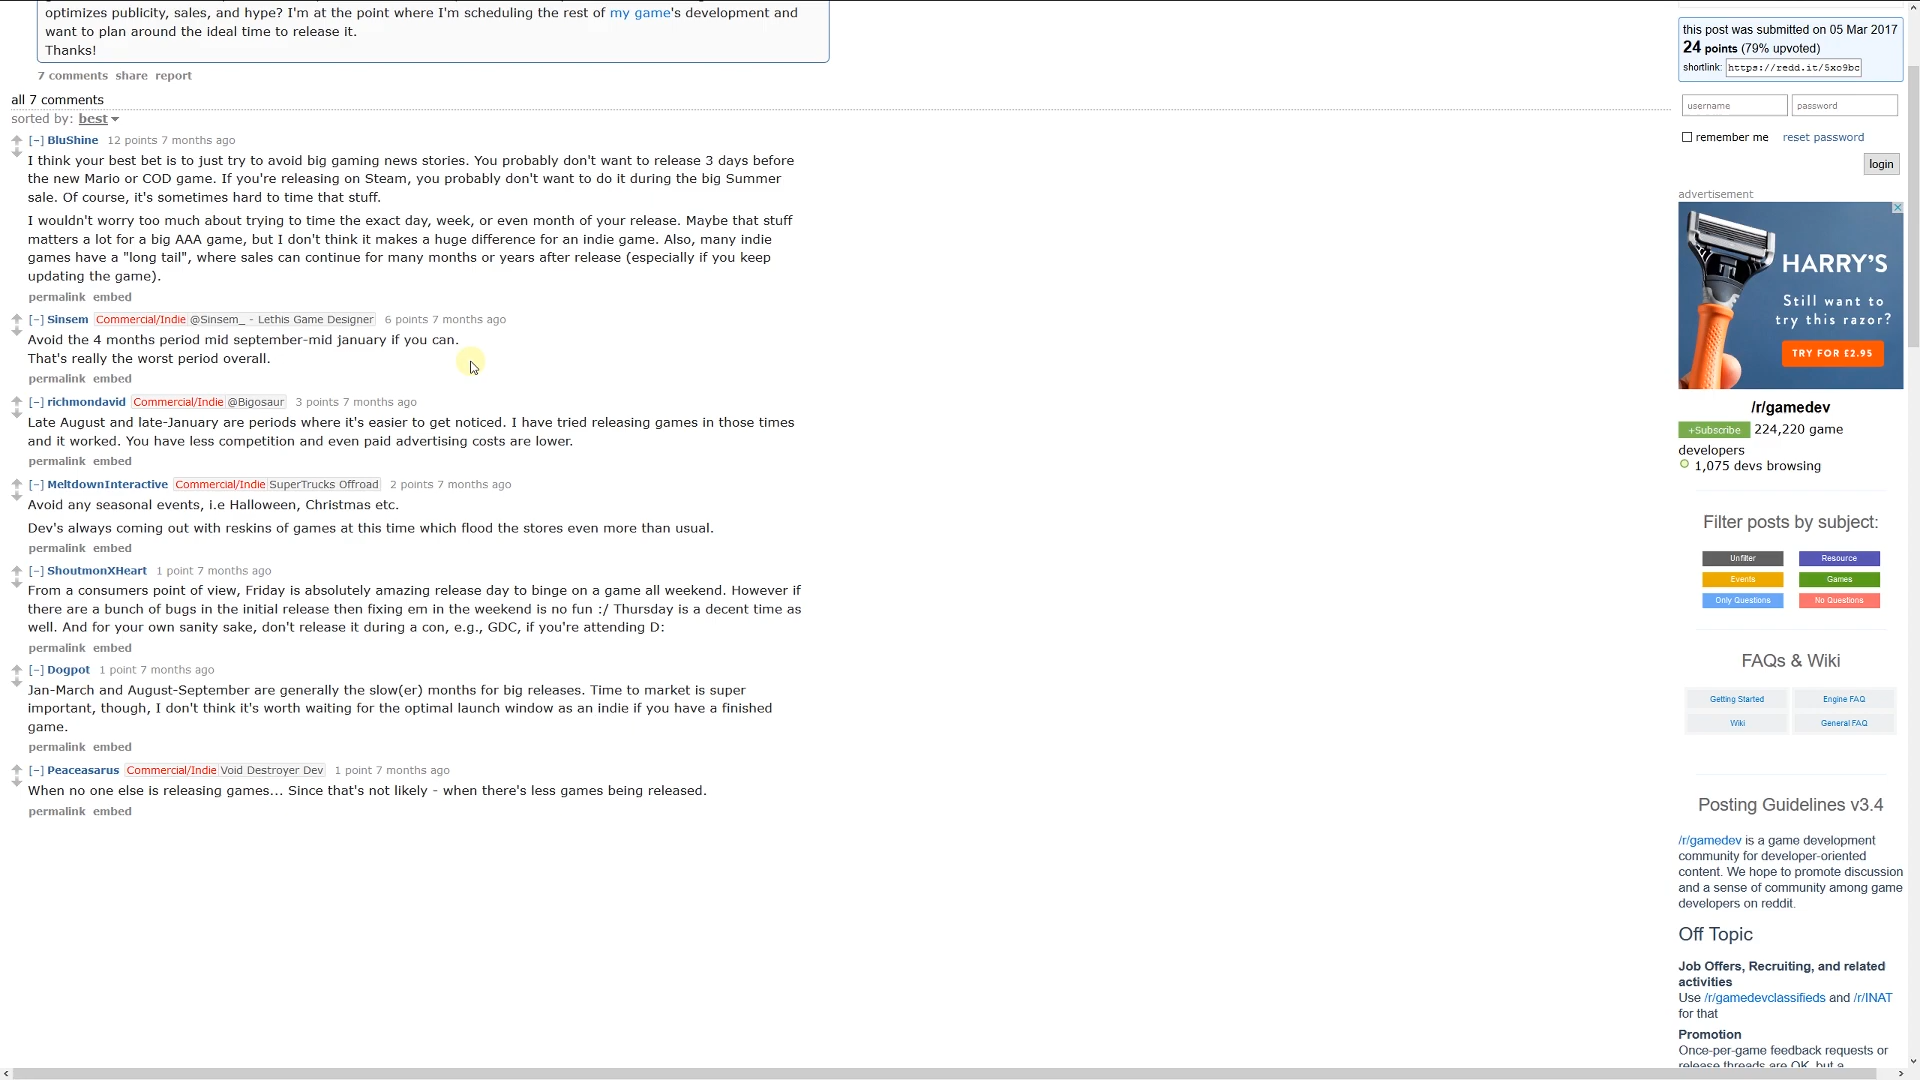 optimizes publicity, sales, and hype? I'm at the point where I'm scheduling the rest of my game's development and
want to plan around the ideal time to release it.
Thanks!
7 comments share report
all 7 comments
sorted by: best
[–] BluShine 12 points 7 months ago
I think your best bet is to just try to avoid big gaming news stories. You probably don't want to release 3 days before
the new Mario or COD game. If you're releasing on Steam, you probably don't want to do it during the big Summer
sale. Of course, it's sometimes hard to time that stuff.
I wouldn't worry too much about trying to time the exact day, week, or even month of your release. Maybe that stuff
matters a lot for a big AAA game, but I don't think it makes a huge difference for an indie game. Also, many indie
games have a "long tail", where sales can continue for many months or years after release (especially if you keep
updating the game).
permalink embed
[–] Sinsem Commercial/Indie @Sinsem_ - Lethis Game Designer 6 points 7 months ago
Avoid the 4 months period mid september-mid january if you can.
That's really the worst period overall.
permalink embed
[–] richmondavid Commercial/Indie @Bigosaur 3 points 7 months ago
Late August and late-January are periods where it's easier to get noticed. I have tried releasing games in those times
and it worked. You have less competition and even paid advertising costs are lower.
permalink embed
[–] MeltdownInteractive Commercial/Indie SuperTrucks Offroad 2 points 7 months ago
Avoid any seasonal events, i.e Halloween, Christmas etc.
Dev's always coming out with reskins of games at this time which flood the stores even more than usual.
permalink embed
[–] ShoutmonXHeart 1 point 7 months ago
From a consumers point of view, Friday is absolutely amazing release day to binge on a game all weekend. However if
there are a bunch of bugs in the initial release then fixing em in the weekend is no fun :/ Thursday is a decent time as
well. And for your own sanity sake, don't release it during a con, e.g., GDC, if you're attending D:
permalink embed
[–] Dogpot 1 point 7 months ago
Jan-March and August-September are generally the slow(er) months for big releases. Time to market is super
important, though, I don't think it's worth waiting for the optimal launch window as an indie if you have a finished
game.
permalink embed
[–] Peaceasarus Commercial/Indie Void Destroyer Dev 1 point 7 months ago
When no one else is releasing games... Since that's not likely - when there's less games being released.
permalink embed
this post was submitted on 05 Mar 2017
24 points (79% upvoted)
shortlink: https://redd.it/5xo9bc
username password
remember me reset password
login
advertisement
HARRY'S
Still want to
try this razor?
TRY FOR £2.95
/r/gamedev
+Subscribe 224,220 game
developers
1,075 devs browsing
Filter posts by subject:
Unfilter Resource
Events Games
Only Questions No Questions
FAQs & Wiki
Getting Started Engine FAQ
Wiki General FAQ
Posting Guidelines v3.4
/r/gamedev is a game development
community for developer-oriented
content. We hope to promote discussion
and a sense of community among game
developers on reddit.
Off Topic
Job Offers, Recruiting, and related
activities
Use /r/gamedevclassifieds and /r/INAT
for that
Promotion
Once-per-game feedback requests or
release threads are OK, but a